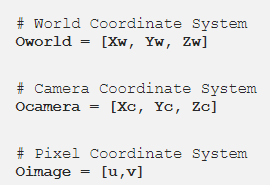 # World Coordinate System
Oworld = [Xw, Yw, Zw]
# Camera Coordinate System
Ocamera = [Xc, Yc, Zc]
# Pixel Coordinate System
Oimage = [u,v]